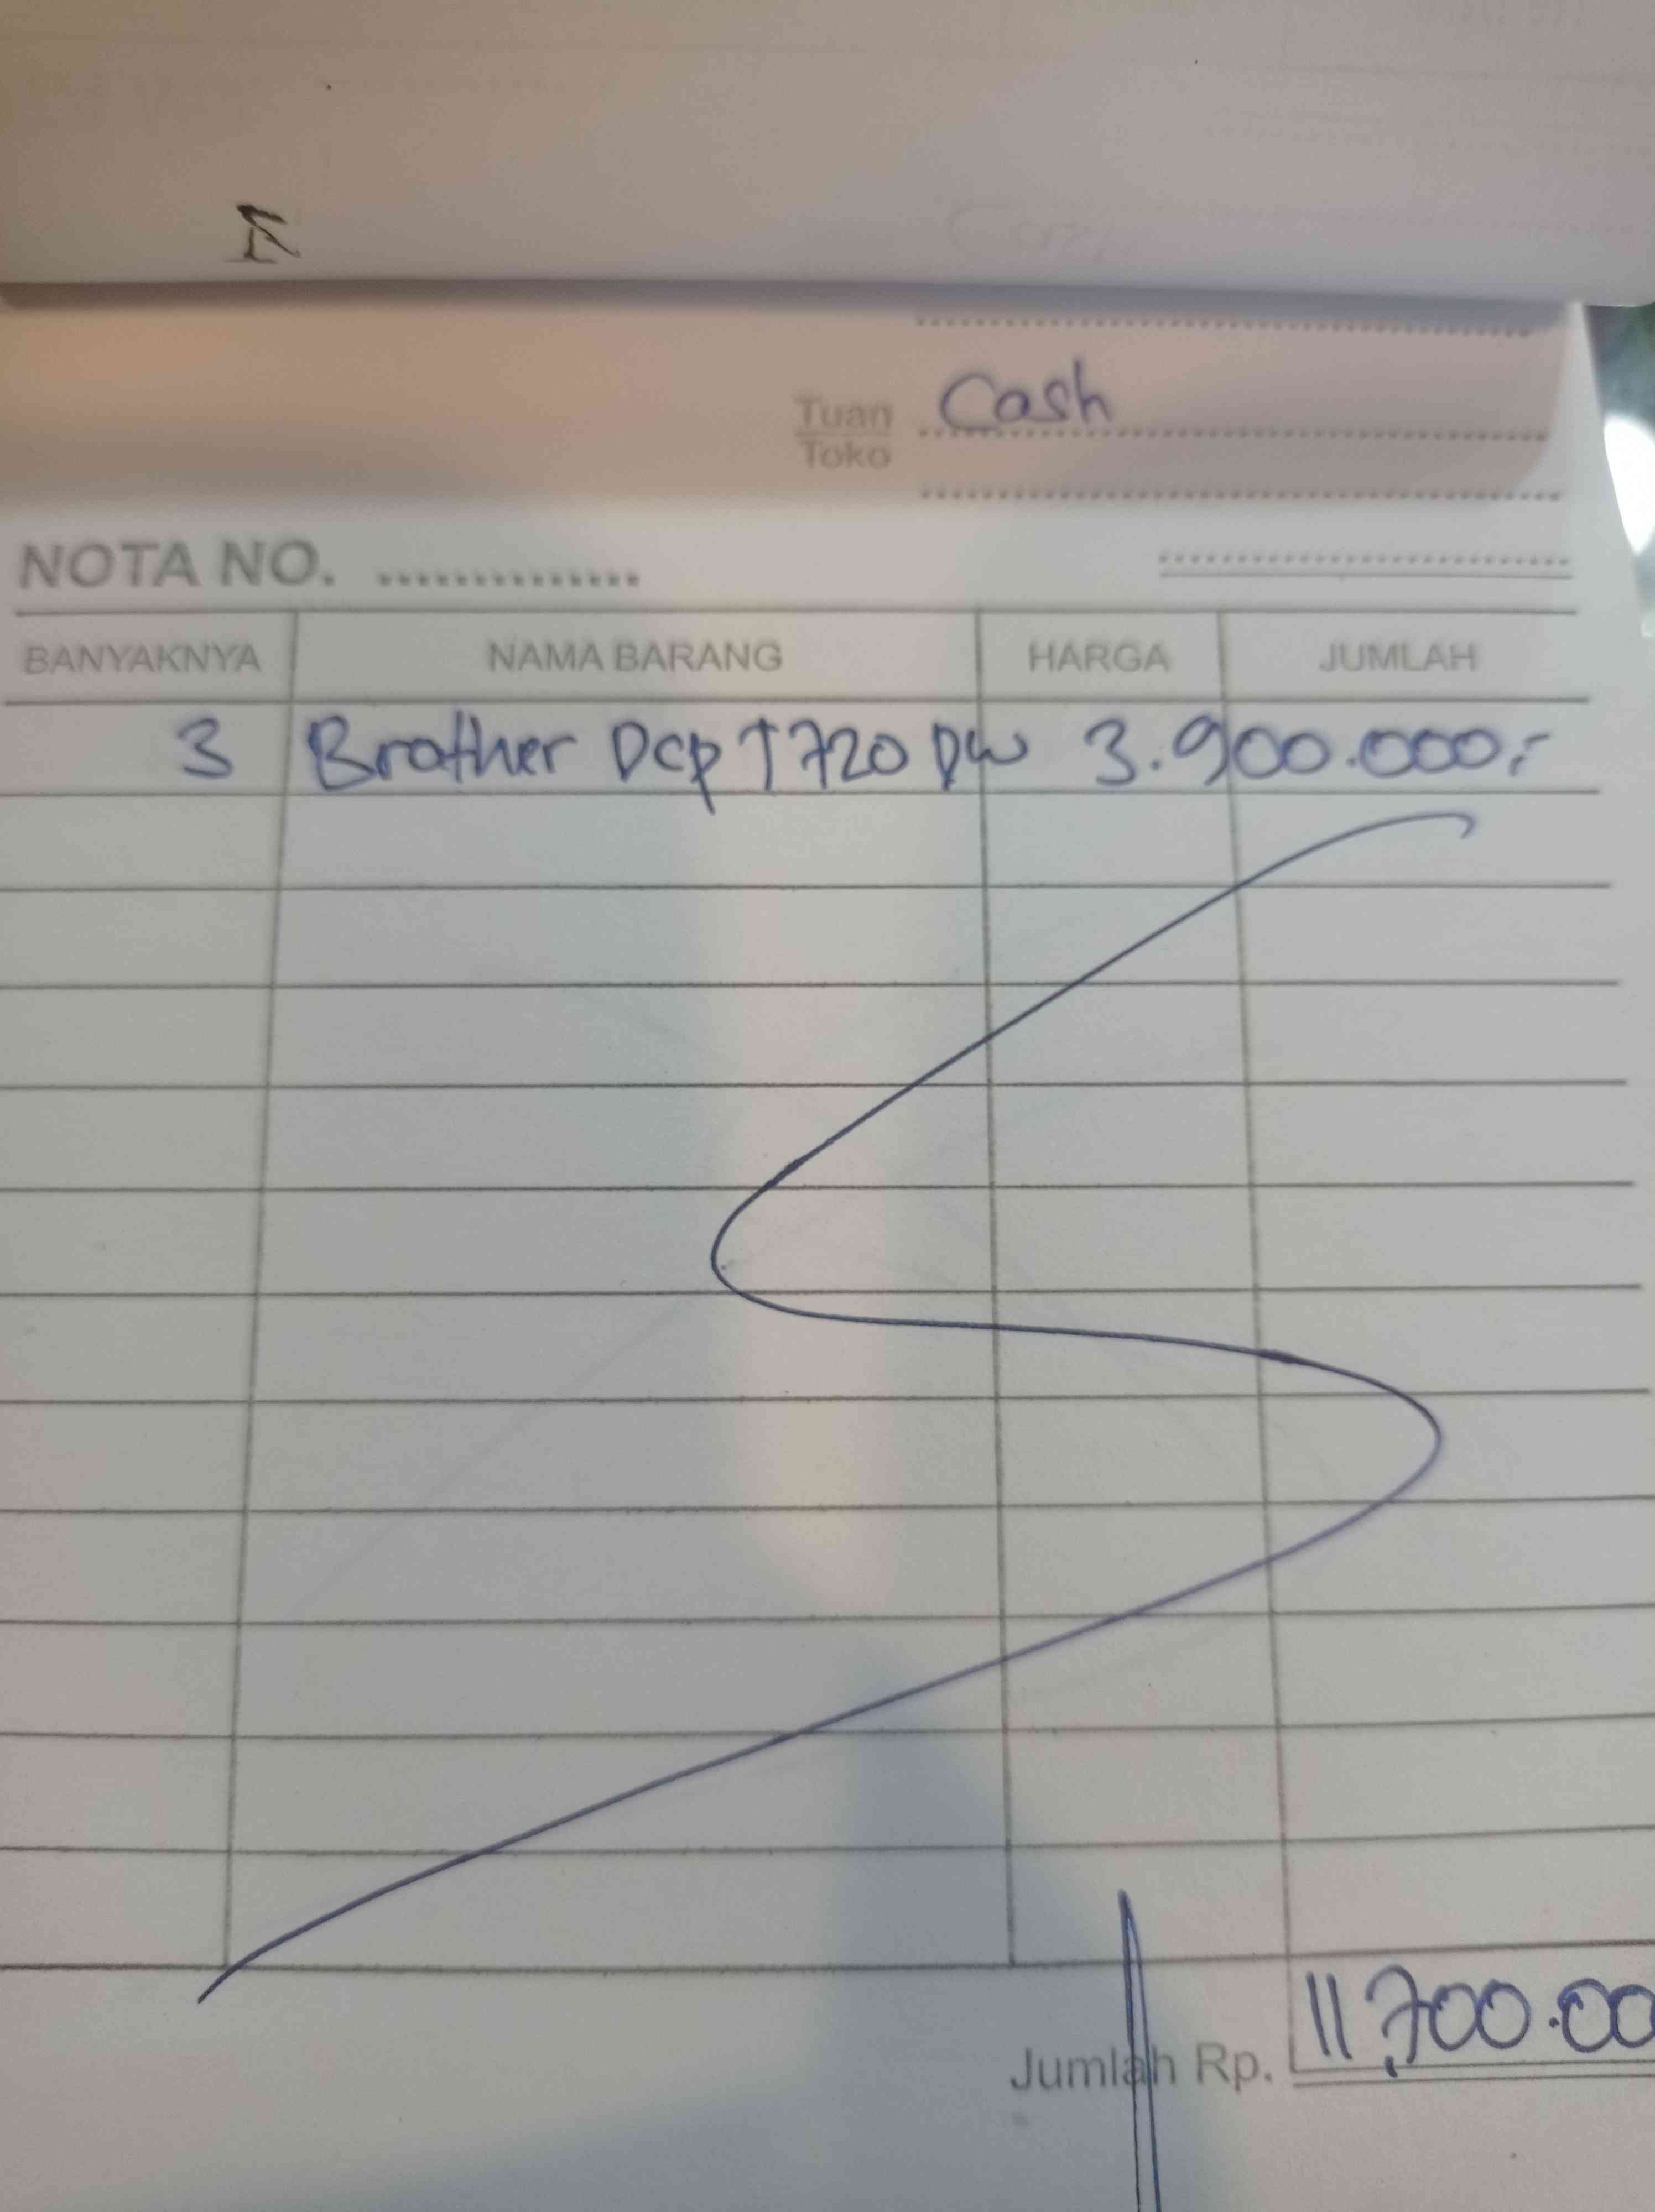 Cash
Tuan
Toko
NOTA NO. ..............
BANYAKNYA NAMA BARANG HARGA JUMLAH
3 Brother Dcp T720 DW 3.900.000,-
Jumlah Rp. 11.700.00